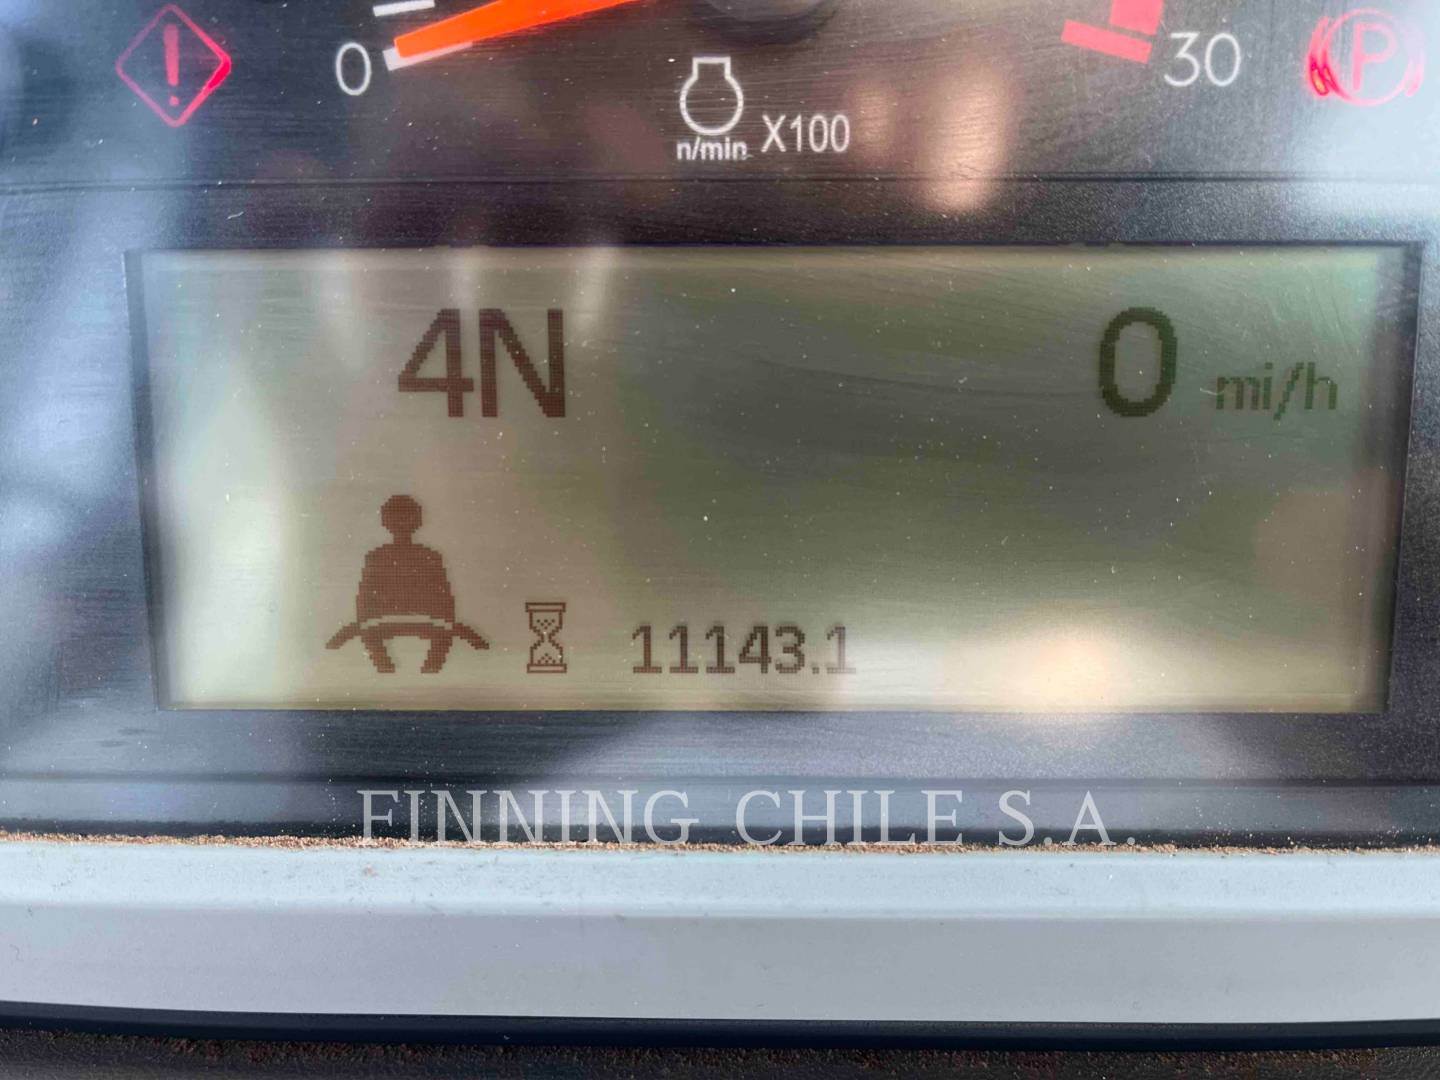 0
30
P
n/min X100
4N
0 mi/h
11143.1
FINNING CHILE S.A.